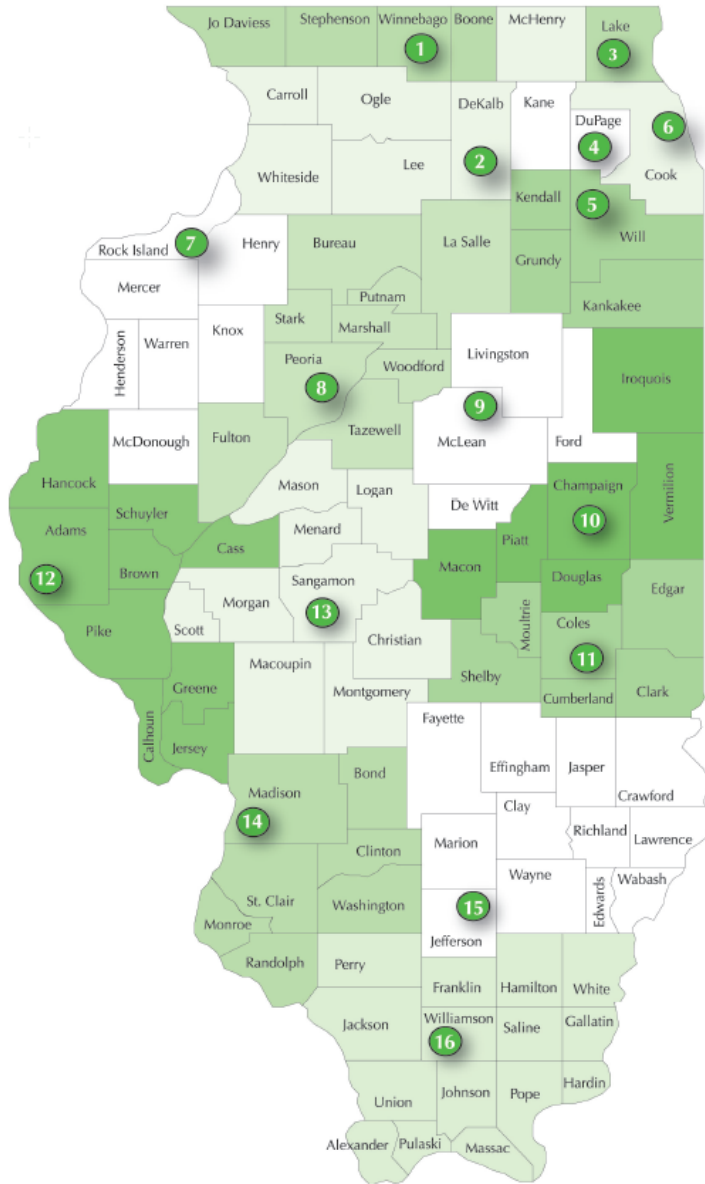 Jo Daviess
Stephenson
Winnebago
Boone
McHenry
Lake
1
3
Carroll
Ogle
DeKalb
Kane
DuPage
6
2
4
Cook
Whiteside
Lee
Kendall
5
Will
Rock Island
7
Henry
Bureau
La Salle
Grundy
Mercer
Putnam
Kankakee
Stark
Marshall
Henderson
Warren
Knox
Peoria
8
Woodford
Livingston
Iroquois
9
McDonough
Fulton
Tazewell
McLean
Ford
Hancock
Mason
Logan
Champaign
Vermilion
Schuyler
De Witt
10
Adams
Menard
Piatt
Cass
Macon
12
Brown
Sangamon
Douglas
Edgar
Morgan
13
Moultrie
Coles
Scott
Pike
Christian
11
Macoupin
Shelby
Greene
Montgomery
Cumberland
Clark
Calhoun
Fayette
Jersey
Effingham
Jasper
Bond
Crawford
Madison
Clay
14
Richland
Lawrence
Marion
Clinton
Wayne
Edwards
Wabash
St. Clair
15
Washington
Monroe
Jefferson
Randolph
Perry
Franklin
Hamilton
White
Williamson
Jackson
Saline
Gallatin
16
Johnson
Pope
Hardin
Union
Alexander
Pulaski
Massac